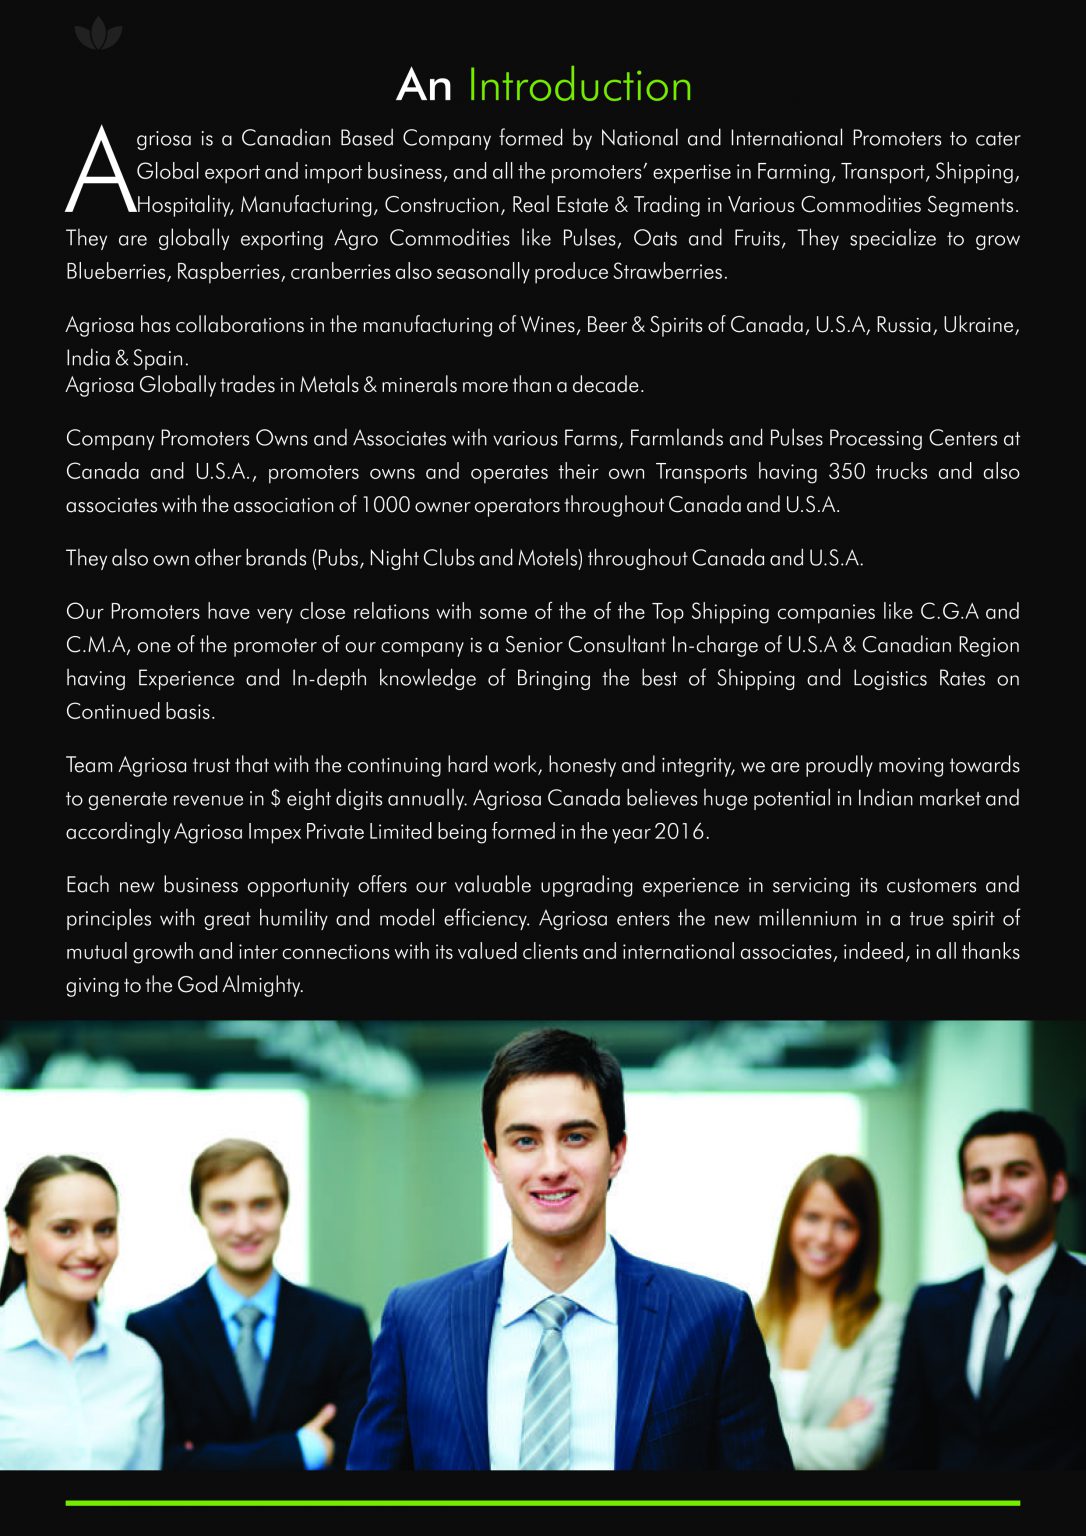 An Introduction
Agriosa is a Canadian Based Company formed by National and International Promoters to cater
Global export and import business, and all the promoters’ expertise in Farming, Transport, Shipping,
Hospitality, Manufacturing, Construction, Real Estate & Trading in Various Commodities Segments.
They are globally exporting Agro Commodities like Pulses, Oats and Fruits, They specialize to grow
Blueberries, Raspberries, cranberries also seasonally produce Strawberries.
Agriosa has collaborations in the manufacturing of Wines, Beer & Spirits of Canada, U.S.A, Russia, Ukraine,
India & Spain.
Agriosa Globally trades in Metals & minerals more than a decade.
Company Promoters Owns and Associates with various Farms, Farmlands and Pulses Processing Centers at
Canada and U.S.A., promoters owns and operates their own Transports having 350 trucks and also
associates with the association of 1000 owner operators throughout Canada and U.S.A.
They also own other brands (Pubs, Night Clubs and Motels) throughout Canada and U.S.A.
Our Promoters have very close relations with some of the of the Top Shipping companies like C.G.A and
C.M.A, one of the promoter of our company is a Senior Consultant In-charge of U.S.A & Canadian Region
having Experience and In-depth knowledge of Bringing the best of Shipping and Logistics Rates on
Continued basis.
Team Agriosa trust that with the continuing hard work, honesty and integrity, we are proudly moving towards
to generate revenue in $ eight digits annually. Agriosa Canada believes huge potential in Indian market and
accordingly Agriosa Impex Private Limited being formed in the year 2016.
Each new business opportunity offers our valuable upgrading experience in servicing its customers and
principles with great humility and model efficiency. Agriosa enters the new millennium in a true spirit of
mutual growth and inter connections with its valued clients and international associates, indeed, in all thanks
giving to the God Almighty.